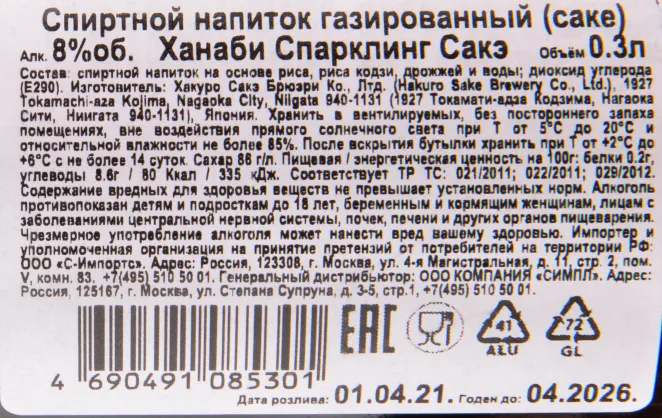 Спиртной напиток газированный (саке)
Алк. 8%об. Ханаби Спарклинг Сакэ Объём 0.3л
Состав: спиртной напиток на основе риса, риса кодзи, дрожжей и воды; диоксид углерода
(Е290). Изготовитель: Хакуро Сакэ Брюэри Ко., Лтд. (Hakuro Sake Brewery Co., Ltd.), 1927
Tokamachi-aza Kojima, Nagaoka City, Niigata 940-1131 (1927 Токамати-адза Кодзима, Нагаока
Сити, Ниигата 940-1131), Япония. Хранить в вентилируемых, без постороннего запаха
помещениях, вне воздействия прямого солнечного света при Т от 5°С до 20°С и
относительной влажности не более 85%. После вскрытия бутылки хранить при Т от +2°С до
+6°С с не более 14 суток. Сахар 86 г/л. Пищевая / энергетическая ценность на 100г: белки 0.2г,
углеводы 8.6г / 80 Ккал / 335 кДж. Соответствует ТР ТС: 021/2011; 022/2011; 029/2012.
Содержание вредных для здоровья веществ не превышает установленных норм. Алкоголь
противопоказан детям и подросткам до 18 лет, беременным и кормящим женщинам, лицам с
заболеваниями центральной нервной системы, почек, печени и других органов пищеварения.
Чрезмерное употребление алкоголя может нанести вред вашему здоровью. Импортер и
уполномоченная организация на принятие претензий от потребителей на территории РФ:
ООО «С-Импортс». Адрес: Россия, 123308, г. Москва, ул. 4-я Магистральная, д. 11, стр. 2, пом.
V, комн. 83, +7(495) 510 50 01. Генеральный дистрибьютор: ООО КОМПАНИЯ «СИМПЛ». Адрес:
Россия, 125167, г. Москва, ул. Степана Супруна, д. 3-5, стр.1, +7(495) 510 50 01.
EAC
41
ALU
72
GL
4 690491 085301
Дата розлива: 01.04.21. Годен до: 04.2026.